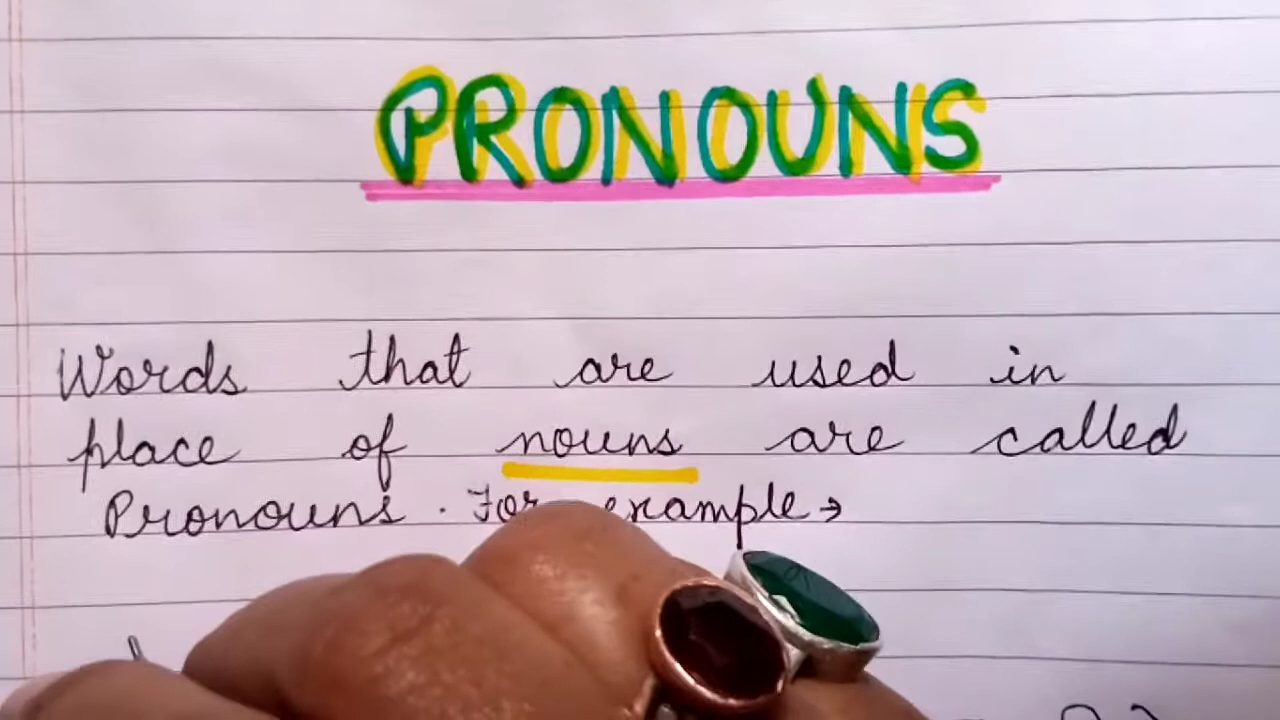 PRONOUNS
Words that are used in
place of nouns are called
Pronouns. For example →